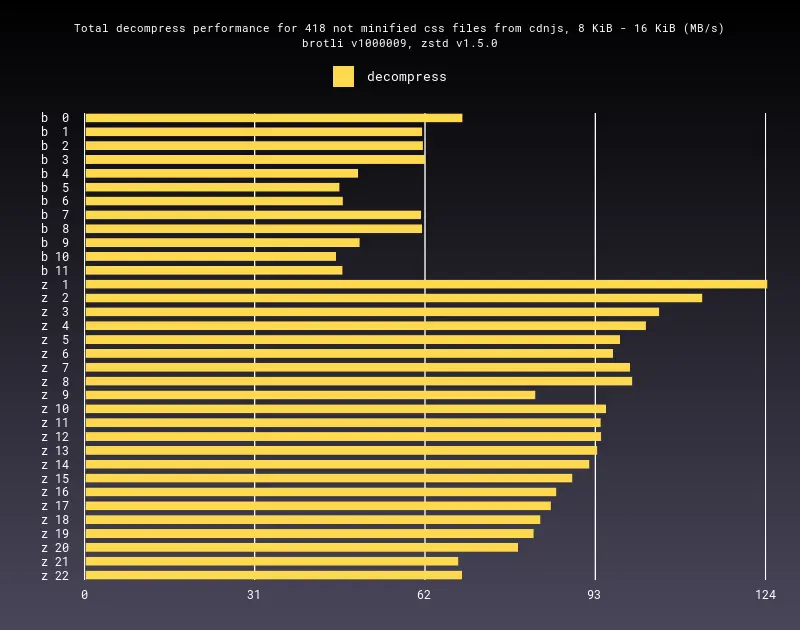 Total decompress performance for 418 not minified css files from cdnjs, 8 KiB - 16 KiB (MB/s)
brotli v1000009, zstd v1.5.0
decompress
b 0
b 1
b 2
b 3
b 4
b 5
b 6
b 7
b 8
b 9
b 10
b 11
z 1
z 2
z 3
z 4
z 5
z 6
z 7
z 8
z 9
z 10
z 11
z 12
z 13
z 14
z 15
z 16
z 17
z 18
z 19
z 20
z 21
z 22
0 31 62 93 124